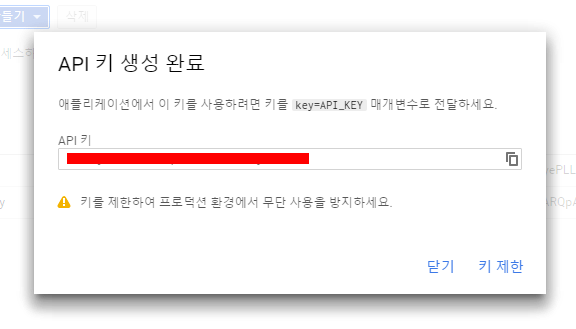 들기
삭제
세스하
API 키 생성 완료
애플리케이션에서 이 키를 사용하려면 키를 key=API_KEY 매개변수로 전달하세요.
API 키
ePLL
y
ARQpA
키를 제한하여 프로덕션 환경에서 무단 사용을 방지하세요.
닫기
키 제한